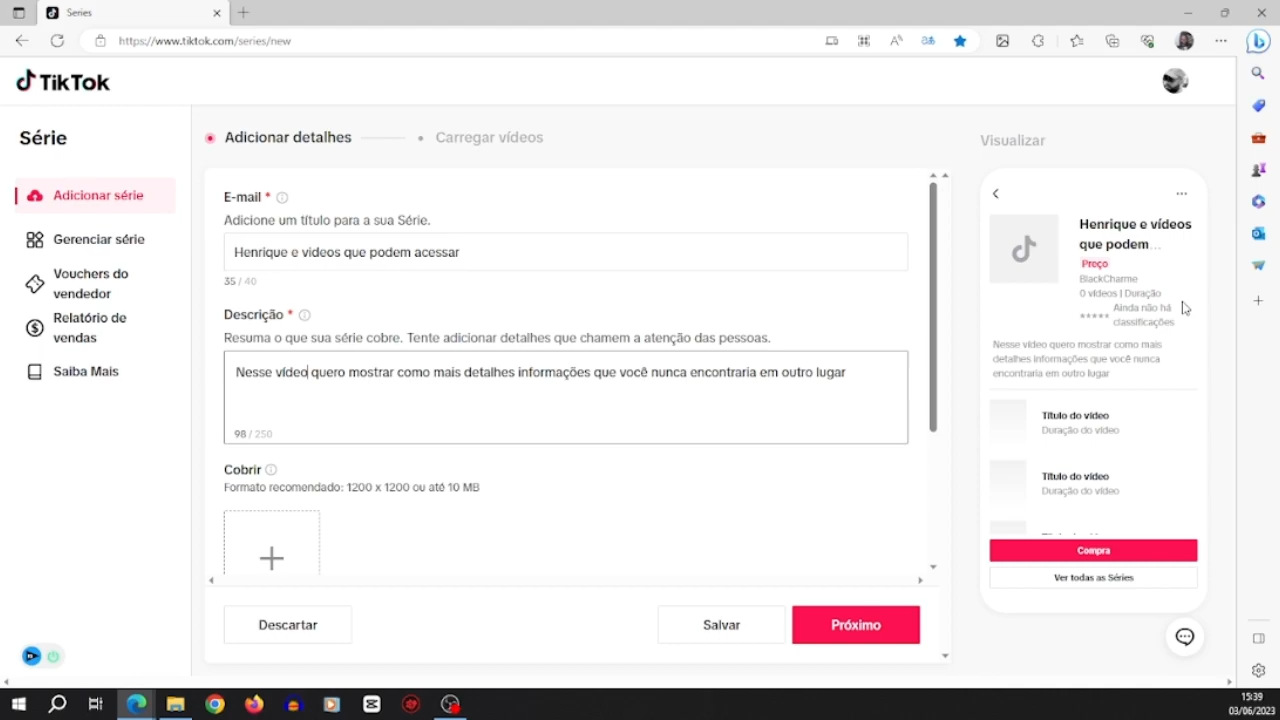 Series
https://www.tiktok.com/series/new
TikTok
Série
Adicionar série
Gerenciar série
Vouchers do
vendedor
Relatório de
vendas
Saiba Mais
Adicionar detalhes
Carregar vídeos
E-mail *
Adicione um título para a sua Série.
Henrique e videos que podem acessar
35 / 40
Descrição *
Resuma o que sua série cobre. Tente adicionar detalhes que chamem a atenção das pessoas.
Nesse vídeo quero mostrar como mais detalhes informações que você nunca encontraria em outro lugar
98 / 250
Cobrir
Formato recomendado: 1200 x 1200 ou até 10 MB
Descartar
Salvar
Próximo
Visualizar
Henrique e vídeos
que podem...
Preço
BlackCharme
0 vídeos | Duração
Ainda não há
classificações
Nesse vídeo quero mostrar como mais
detalhes informações que você nunca
encontraria em outro lugar
Título do vídeo
Duração do vídeo
Título do vídeo
Duração do vídeo
Compra
Ver todas as Séries
15:39
03/06/2023